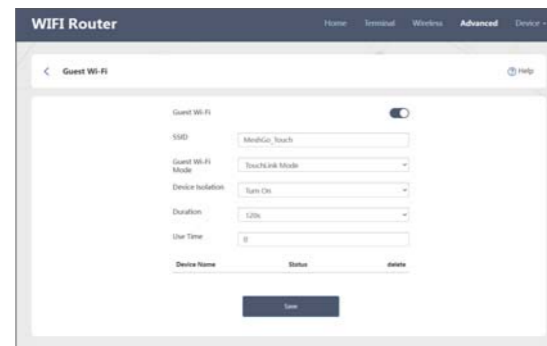 WIFI Router Home Terminal Wireless Advanced Device
Guest Wi-Fi Help
Guest Wi-Fi
SSID MeshGo_Touch
Guest Wi-Fi Mode TouchLink Mode
Device Isolation Turn On
Duration 120s
Use Time 0
Device Name Status delete
Save